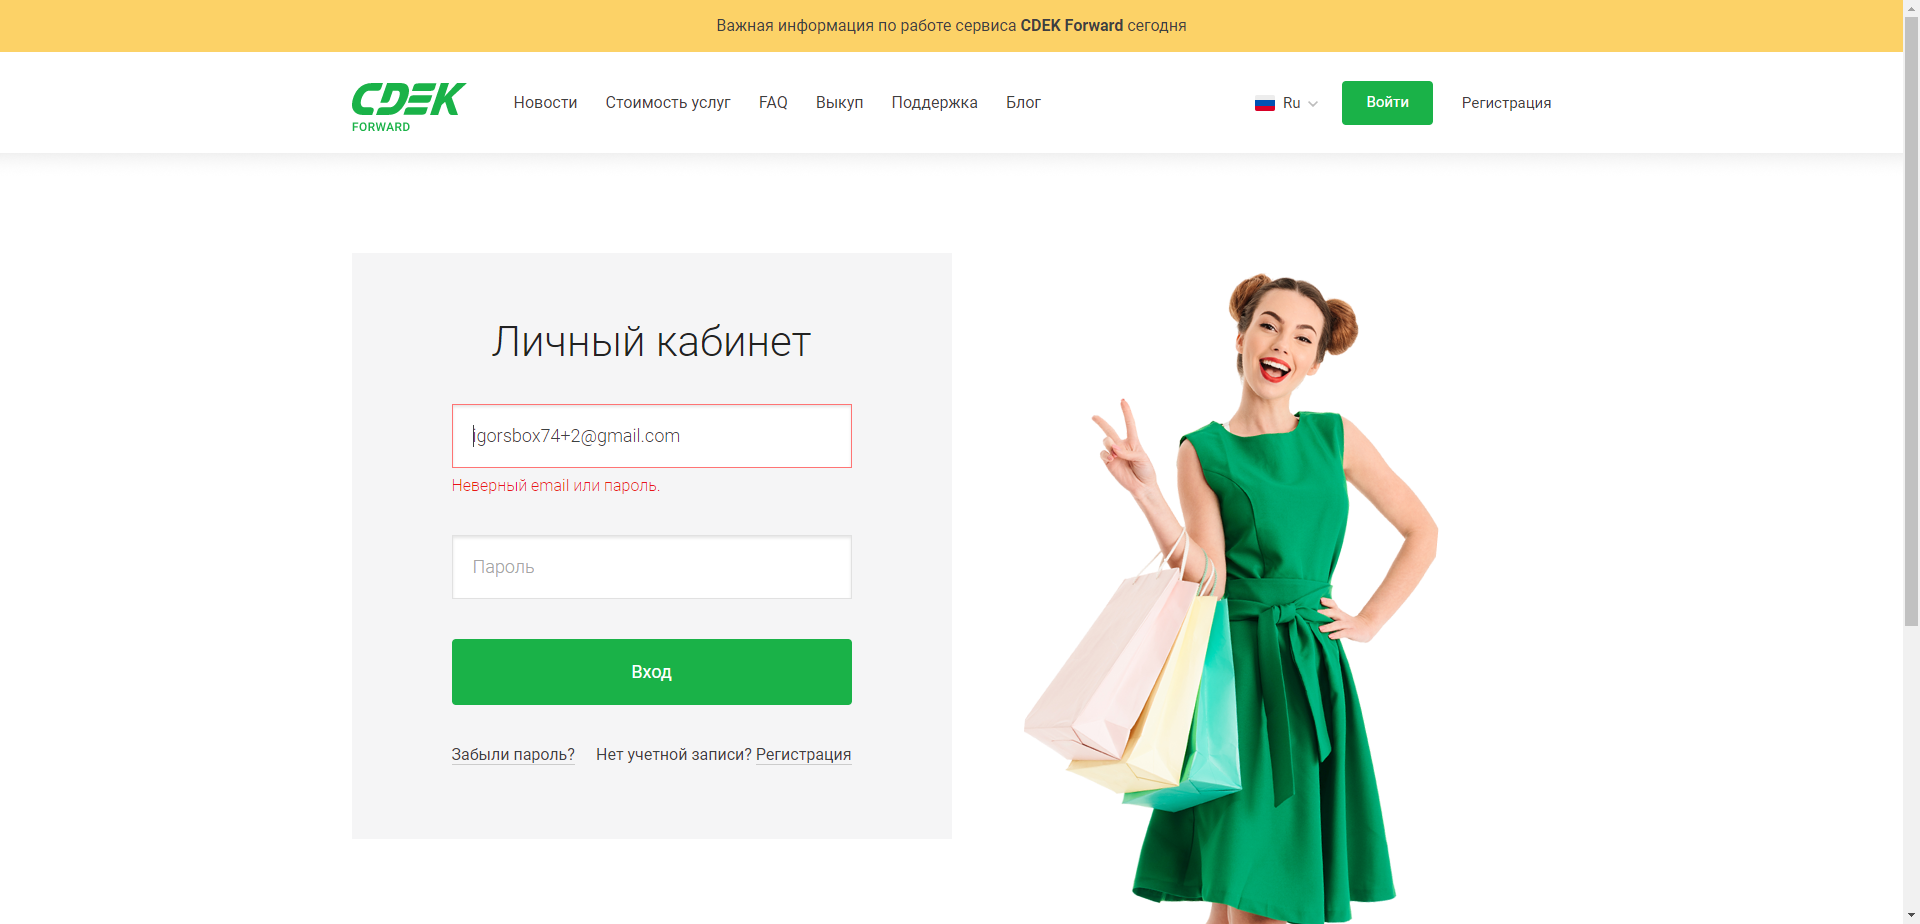 Важная информация по работе сервиса CDEK Forward сегодня
CDEK
FORWARD
Новости
Стоимость услуг
FAQ
Выкуп
Поддержка
Блог
Ru
Войти
Регистрация
Личный кабинет
igorsbox74+2@gmail.com
Неверный email или пароль.
Пароль
Вход
Забыли пароль?
Нет учетной записи? Регистрация